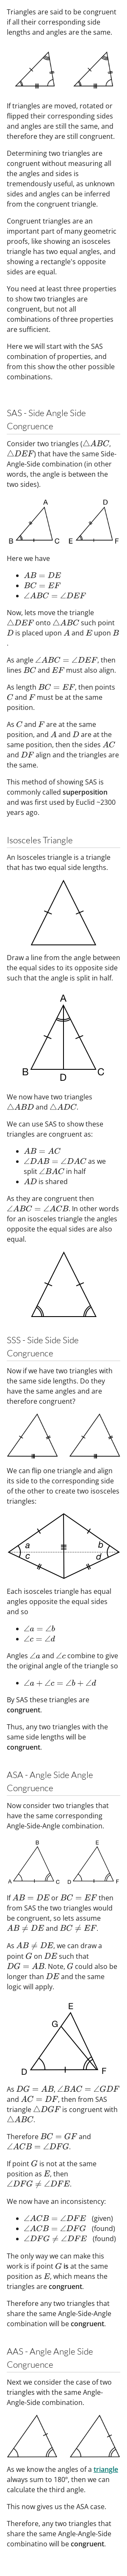 Triangles are said to be congruent
if all their corresponding side
lengths and angles are the same.
If triangles are moved, rotated or
flipped their corresponding sides
and angles are still the same, and
therefore they are still congruent.
Determining two triangles are
congruent without measuring all
the angles and sides is
tremendously useful, as unknown
sides and angles can be inferred
from the congruent triangle.
Congruent triangles are an
important part of many geometric
proofs, like showing an isosceles
triangle has two equal angles, and
showing a rectangle's opposite
sides are equal.
You need at least three properties
to show two triangles are
congruent, but not all
combinations of three properties
are sufficient.
Here we will start with the SAS
combination of properties, and
from this show the other possible
combinations.
SAS - Side Angle Side
Congruence
Consider two triangles (△ABC,
△DEF) that have the same Side-
Angle-Side combination (in other
words, the angle is between the
two sides).
A D
B C E F
Here we have
• AB = DE
• BC = EF
• ∠ABC = ∠DEF
Now, lets move the triangle
△DEF onto △ABC such point
D is placed upon A and E upon B
.
As angle ∠ABC = ∠DEF, then
lines BC and EF must also align.
As length BC = EF, then points
C and F must be at the same
position.
As C and F are at the same
position, and A and D are at the
same position, then the sides AC
and DF align and the triangles are
the same.
This method of showing SAS is
commonly called superposition
and was first used by Euclid ~2300
years ago.
Isosceles Triangle
An Isosceles triangle is a triangle
that has two equal side lengths.
Draw a line from the angle between
the equal sides to its opposite side
such that the angle is split in half.
A
B C
D
We now have two triangles
△ABD and △ADC.
We can use SAS to show these
triangles are congruent as:
• AB = AC
• ∠DAB = ∠DAC as we
split ∠BAC in half
• AD is shared
As they are congruent then
∠ABC = ∠ACB. In other words
for an isosceles triangle the angles
opposite the equal sides are also
equal.
SSS - Side Side Side
Congruence
Now if we have two triangles with
the same side lengths. Do they
have the same angles and are
therefore congruent?
We can flip one triangle and align
its side to the corresponding side
of the other to create two isosceles
triangles:
a b
c d
Each isosceles triangle has equal
angles opposite the equal sides
and so
• ∠a = ∠b
• ∠c = ∠d
Angles ∠a and ∠c combine to give
the original angle of the triangle so
• ∠a + ∠c = ∠b + ∠d
By SAS these triangles are
congruent.
Thus, any two triangles with the
same side lengths will be
congruent.
ASA - Angle Side Angle
Congruence
Now consider two triangles that
have the same corresponding
Angle-Side-Angle combination.
B E
A C D F
If AB = DE or BC = EF then
from SAS the two triangles would
be congruent, so lets assume
AB ≠ DE and BC ≠ EF.
As AB ≠ DE, we can draw a
point G on DE such that
DG = AB. Note, G could also be
longer than DE and the same
logic will apply.
E
G
D F
As DG = AB, ∠BAC = ∠GDF
and AC = DF, then from SAS
triangle △DGF is congruent with
△ABC.
Therefore BC = GF and
∠ACB = ∠DFG.
If point G is not at the same
position as E, then
∠DFG ≠ ∠DFE.
We now have an inconsistency:
• ∠ACB = ∠DFE (given)
• ∠ACB = ∠DFG (found)
• ∠DFG ≠ ∠DFE (found)
The only way we can make this
work is if point G is at the same
position as E, which means the
triangles are congruent.
Therefore any two triangles that
share the same Angle-Side-Angle
combination will be congruent.
AAS - Angle Angle Side
Congruence
Next we consider the case of two
triangles with the same Angle-
Angle-Side combination.
As we know the angles of a triangle
always sum to 180°, then we can
calculate the third angle.
This now gives us the ASA case.
Therefore, any two triangles that
share the same Angle-Angle-Side
combination will be congruent.